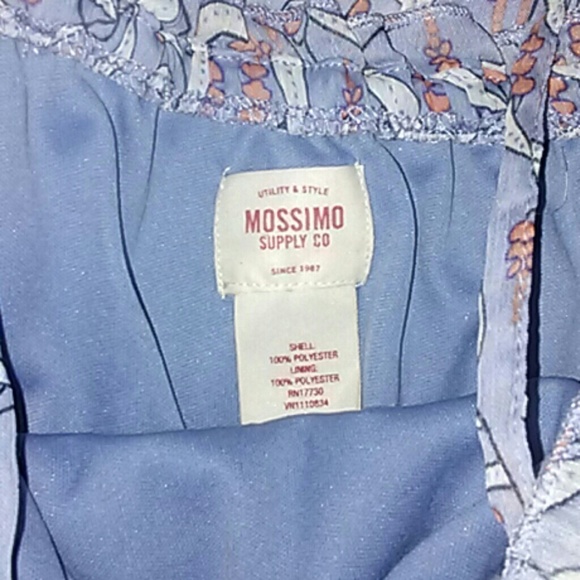 UTILITY & STYLE
MOSSIMO
SUPPLY CO
SINCE 1987
SHELL:
100% POLYESTER
LINING:
100% POLYESTER
RN17730
VN1110834